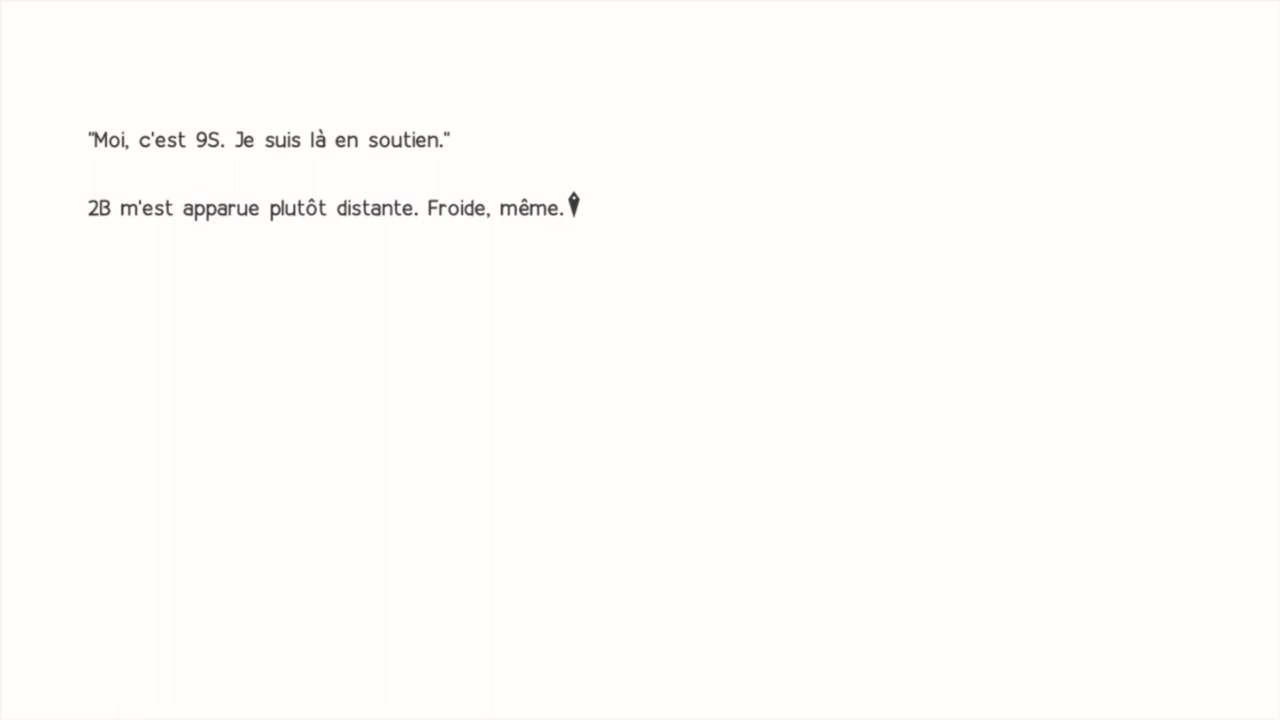 "Moi, c'est 9S. Je suis là en soutien."
2B m'est apparue plutôt distante. Froide, même.